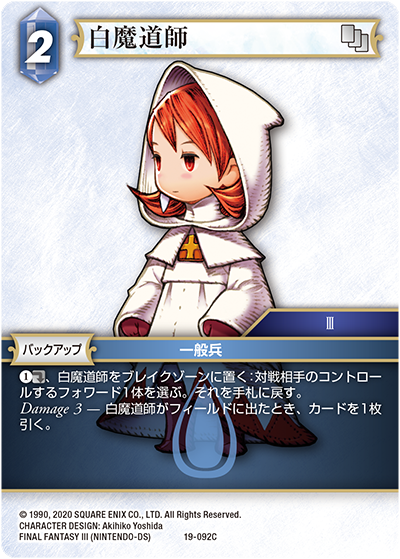 2
白魔道師
III
バックアップ
一般兵
❶、白魔道師をブレイクゾーンに置く:対戦相手のコントロー
ルするフォワード1体を選ぶ。それを手札に戻す。
Damage 3 — 白魔道師がフィールドに出たとき、カードを1枚
引く。
© 1990, 2020 SQUARE ENIX CO., LTD. All Rights Reserved.
CHARACTER DESIGN: Akihiko Yoshida
FINAL FANTASY III (NINTENDO-DS) 19-092C